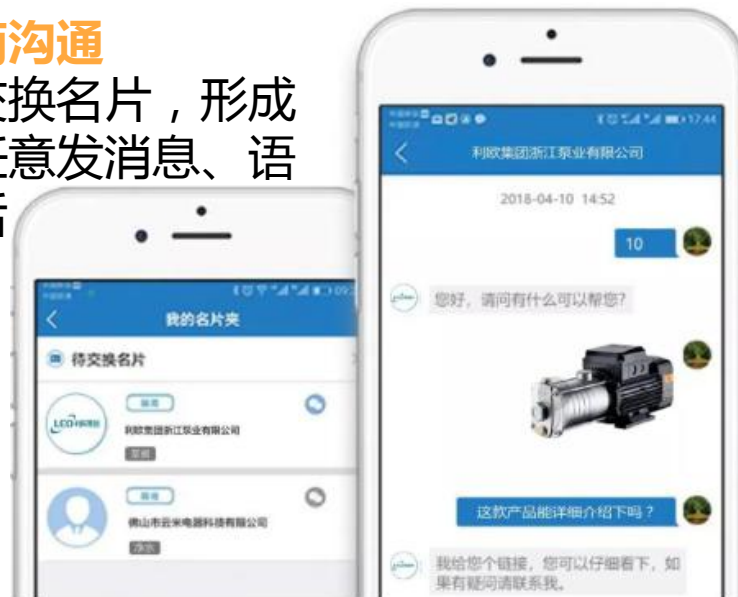 沟通
换名片，形成
意发消息、语
17:44
利欧集团浙江泵业有限公司
2018-04-10 14:52
10
您好，请问有什么可以帮您？
这款产品能详细介绍下吗？
我给您个链接，您可以仔细看下，如
果有疑问请联系我。
我的名片夹
待交换名片
利欧集团浙江泵业有限公司
佛山市云米电器科技有限公司
净水